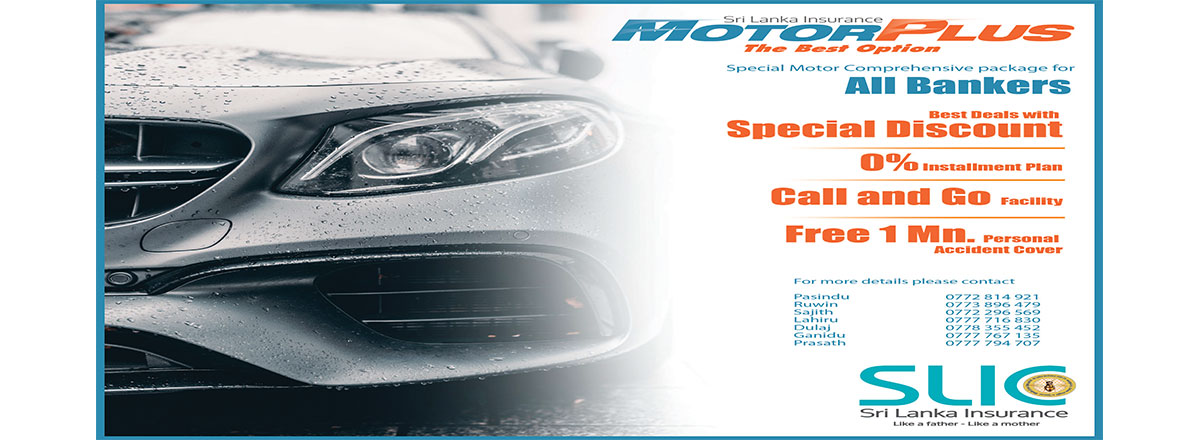 Sri Lanka Insurance
MOTORPLUS
The Best Option
Special Motor Comprehensive package for
All Bankers
Best Deals with
Special Discount
0% Installment Plan
Call and Go Facility
Free 1 Mn. Personal
Accident Cover
For more details please contact
Pasindu 0772 814 921
Ruwin 0773 896 479
Sajith 0772 296 569
Lahiru 0777 716 830
Dulaj 0778 355 452
Ganidu 0777 767 135
Prasath 0777 794 707
SLIC
Sri Lanka Insurance
Like a father - Like a mother